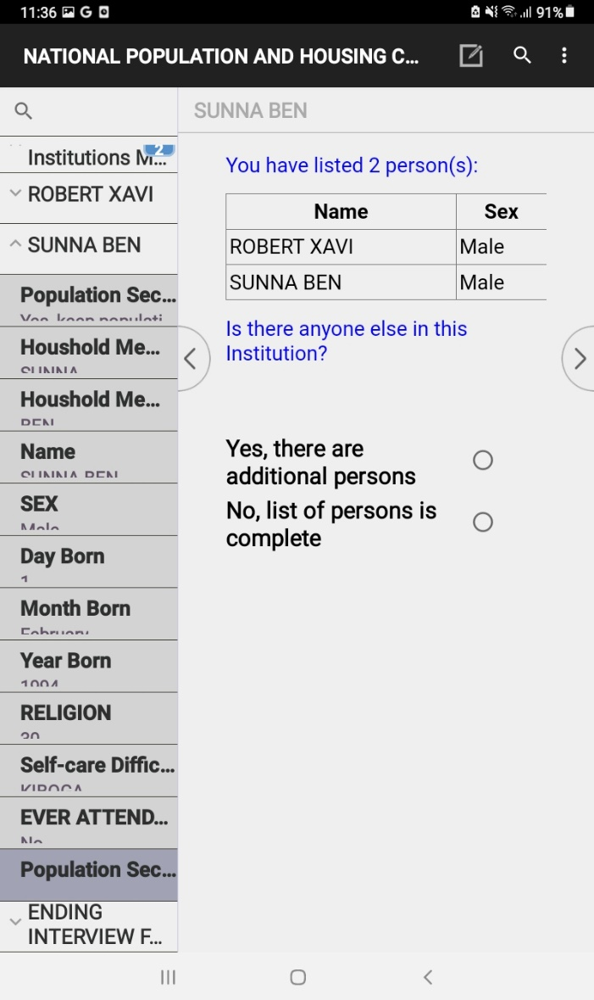 11:36 G 91%
NATIONAL POPULATION AND HOUSING C...
SUNNA BEN
Institutions M...
2
ROBERT XAVI
SUNNA BEN
Population Sec...
Yes, keep populati
Houshold Me...
SUNNA
Houshold Me...
BEN
Name
SUNNA BEN
SEX
Male
Day Born
1
Month Born
February
Year Born
1994
RELIGION
30
Self-care Diffic...
KIBOGA
EVER ATTEND...
No
Population Sec...
ENDING
INTERVIEW F...
You have listed 2 person(s):
Name Sex
ROBERT XAVI Male
SUNNA BEN Male
Is there anyone else in this
Institution?
Yes, there are
additional persons
No, list of persons is
complete